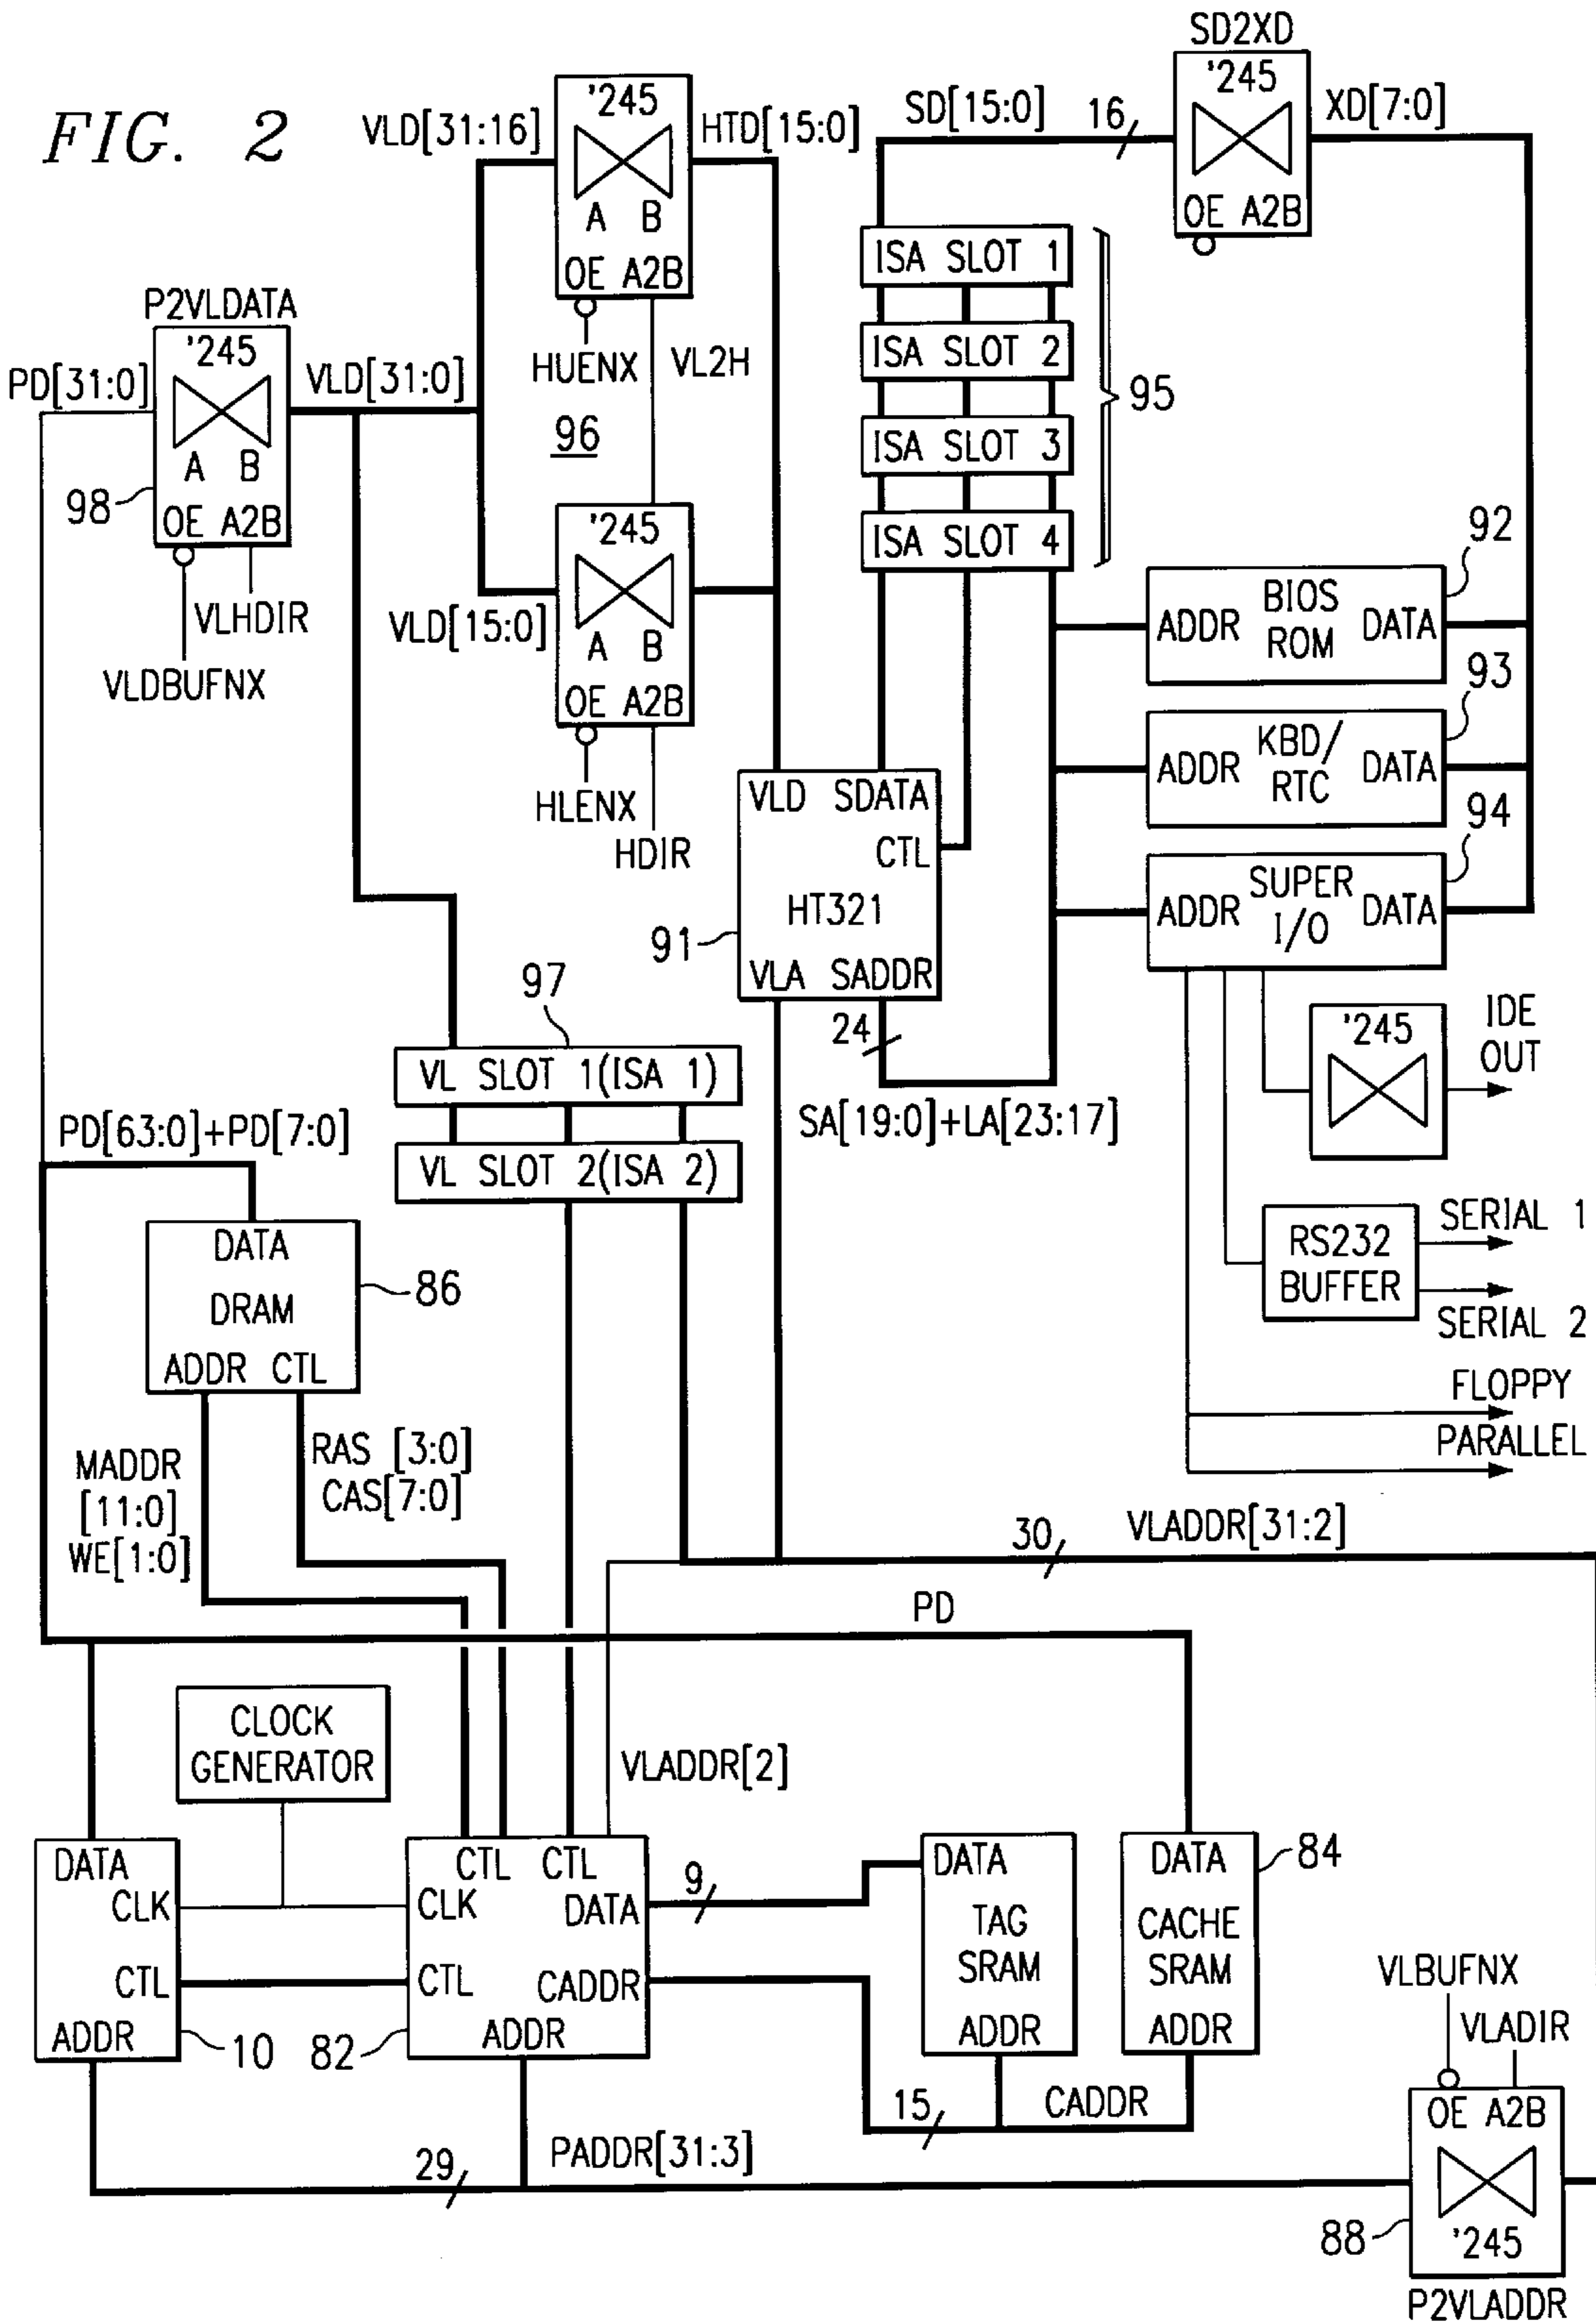 FIG. 2
SD2XD
'245
OE A2B
SD[15:0]
16
XD[7:0]
VLD[31:16]
'245
A B
OE A2B
HTD[15:0]
HUENX
VL2H
96
P2VLDATA
'245
A B
OE A2B
PD[31:0]
VLD[31:0]
98
VLHDIR
VLDBUFNX
VLD[15:0]
'245
A B
OE A2B
HLENX
HDIR
ISA SLOT 1
ISA SLOT 2
ISA SLOT 3
ISA SLOT 4
95
92
ADDR BIOS ROM DATA
93
ADDR KBD/ RTC DATA
94
ADDR SUPER I/O DATA
VLD SDATA
CTL
HT321
VLA SADDR
91
24
SA[19:0]+LA[23:17]
97
VL SLOT 1(ISA 1)
VL SLOT 2(ISA 2)
'245
IDE
OUT
RS232
BUFFER
SERIAL 1
SERIAL 2
FLOPPY
PARALLEL
PD[63:0]+PD[7:0]
DATA
DRAM
ADDR CTL
86
MADDR
[11:0]
WE[1:0]
RAS [3:0]
CAS[7:0]
30
VLADDR[31:2]
PD
CLOCK
GENERATOR
VLADDR[2]
DATA
CLK
CTL
ADDR
10
CTL CTL
CLK
DATA
CTL
CADDR
ADDR
82
9
DATA
TAG
SRAM
ADDR
DATA
CACHE
SRAM
ADDR
84
15
CADDR
29
PADDR[31:3]
VLBUFNX
VLADIR
OE A2B
'245
88
P2VLADDR